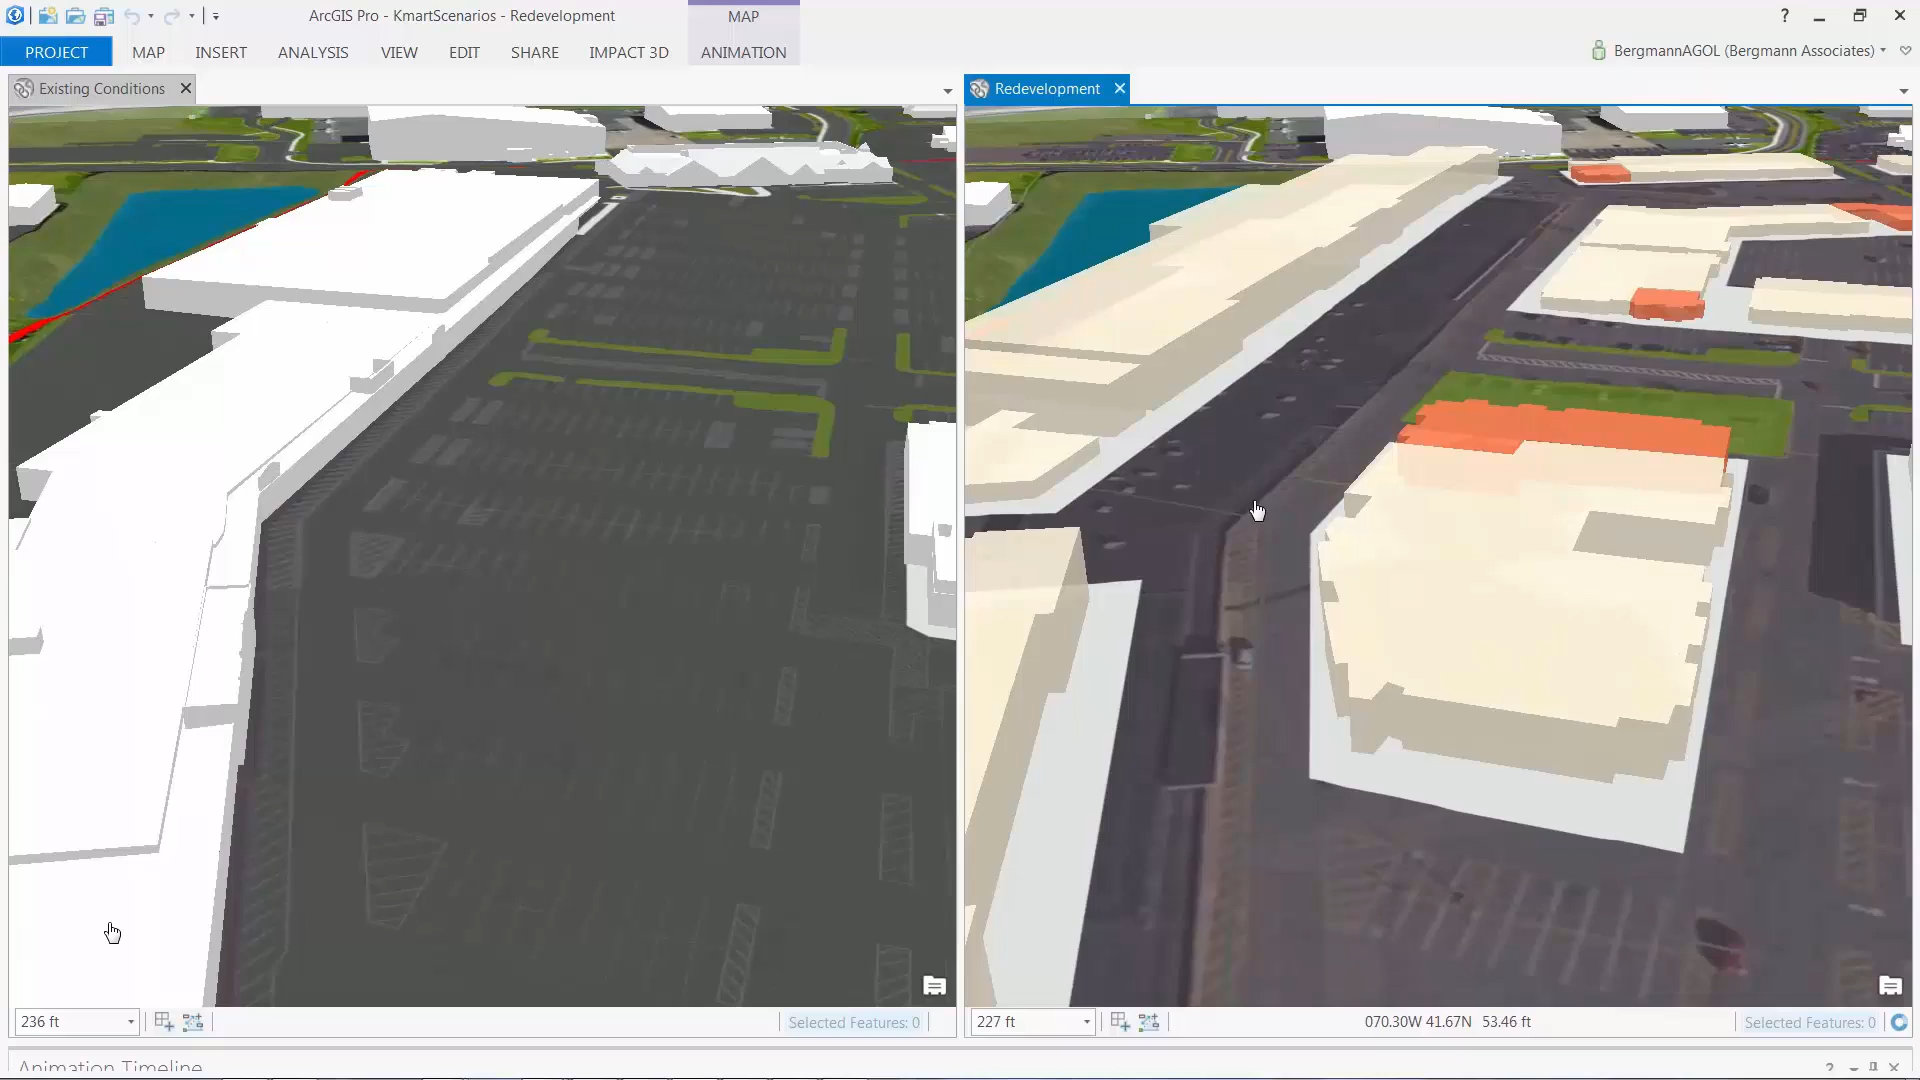 ArcGIS Pro - KmartScenarios - Redevelopment
MAP
?
PROJECT
MAP
INSERT
ANALYSIS
VIEW
EDIT
SHARE
IMPACT 3D
ANIMATION
BergmannAGOL (Bergmann Associates)
Existing Conditions
Redevelopment
236 ft
Selected Features: 0
227 ft
070.30W 41.67N 53.46 ft
Selected Features: 0
Animation Timeline
?